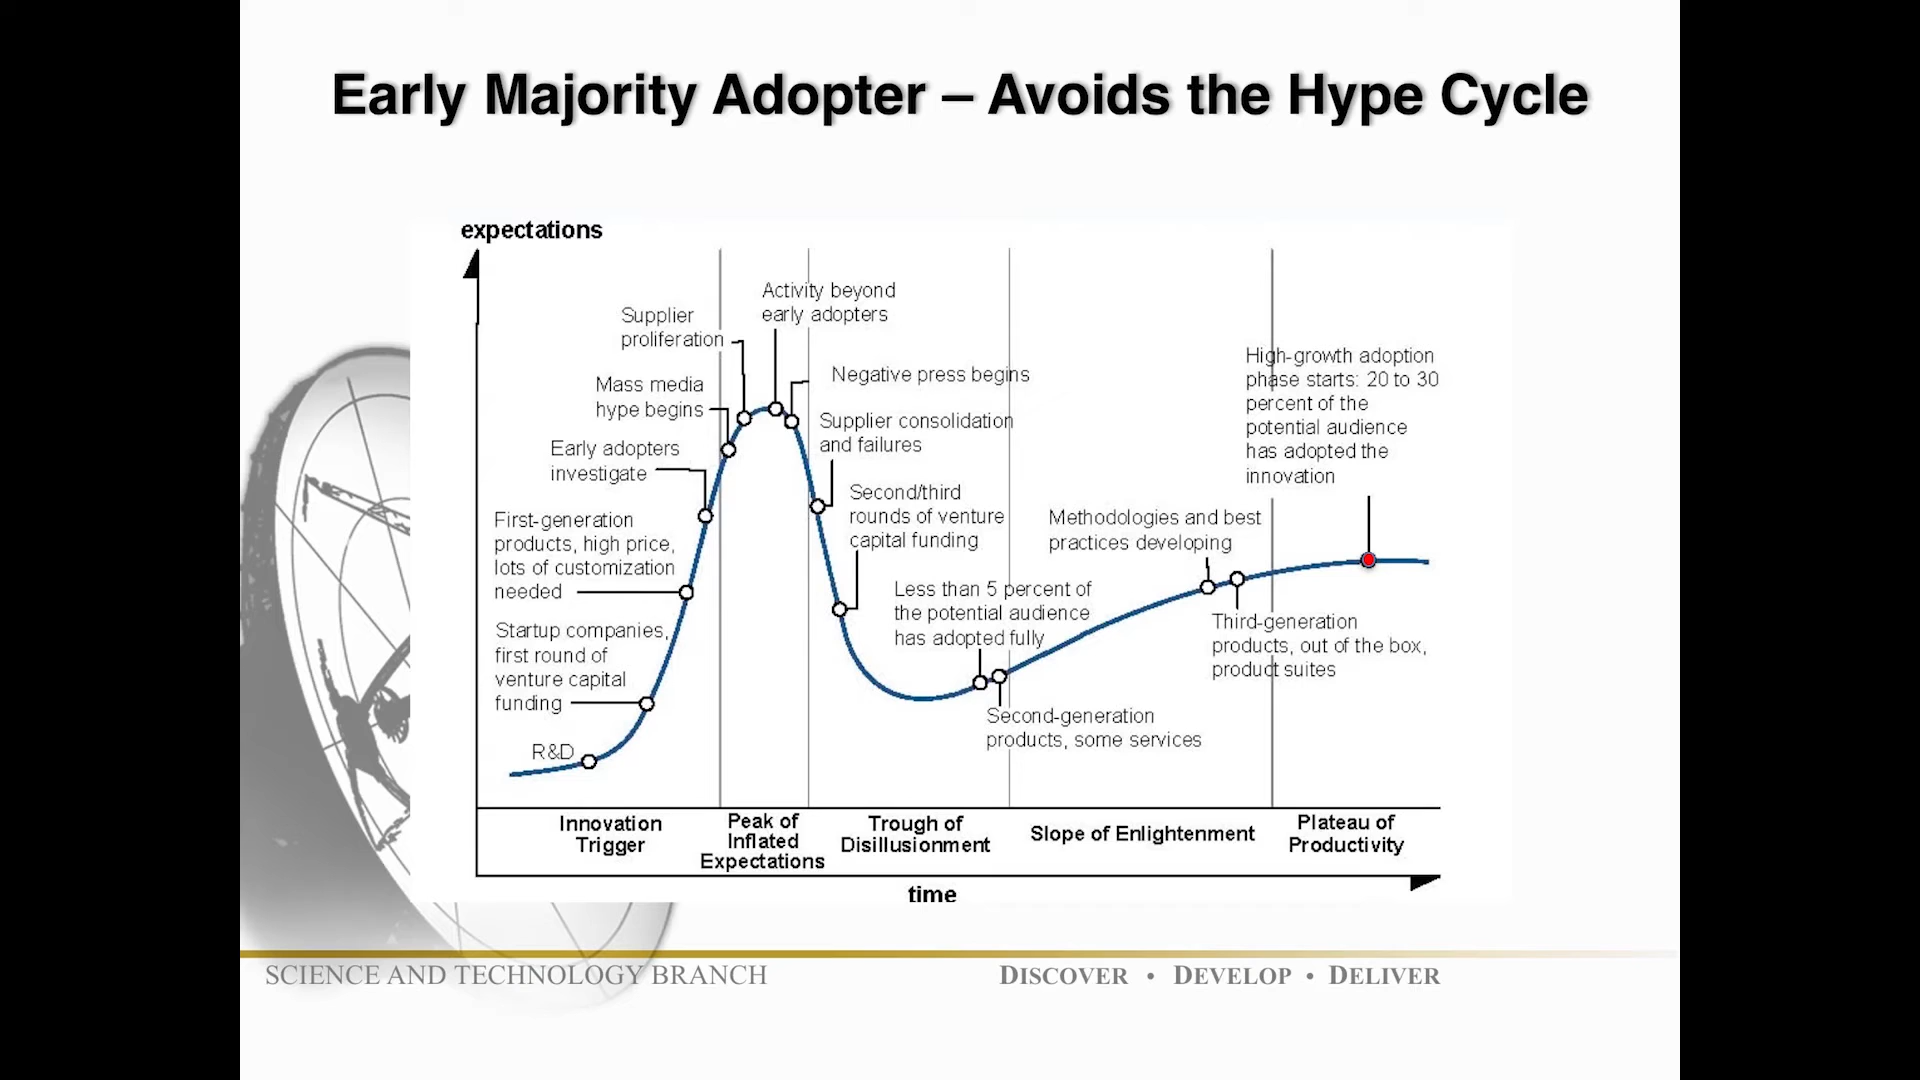 Early Majority Adopter – Avoids the Hype Cycle
expectations
Activity beyond
early adopters
Supplier
proliferation
Negative press begins
Mass media
hype begins
Supplier consolidation
and failures
Early adopters
investigate
Second/third
rounds of venture
capital funding
First-generation
products, high price,
lots of customization
needed
Less than 5 percent of
the potential audience
has adopted fully
Startup companies,
first round of
venture capital
funding
R&D
Second-generation
products, some services
Methodologies and best
practices developing
Third-generation
products, out of the box,
product suites
High-growth adoption
phase starts: 20 to 30
percent of the
potential audience
has adopted the
innovation
Innovation
Trigger
Peak of
Inflated
Expectations
Trough of
Disillusionment
Slope of Enlightenment
Plateau of
Productivity
time
SCIENCE AND TECHNOLOGY BRANCH
DISCOVER • DEVELOP • DELIVER